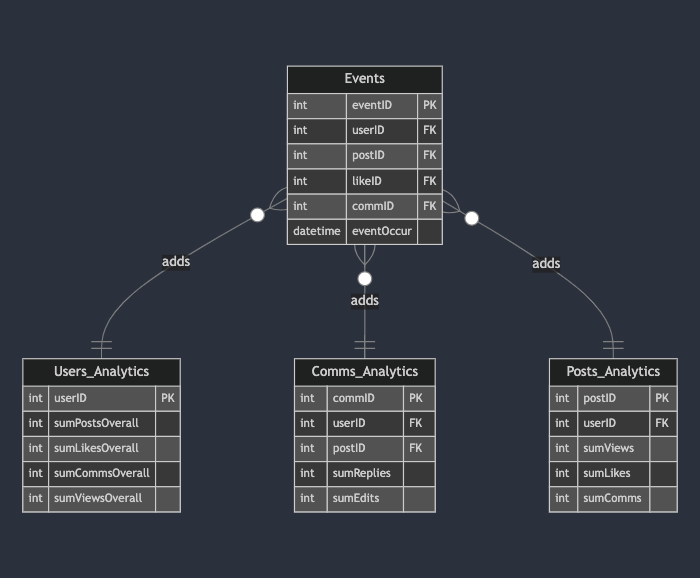 Events
int eventID PK
int userID FK
int postID FK
int likeID FK
int commID FK
datetime eventOccur
adds
adds
adds
Users_Analytics
int userID PK
int sumPostsOverall
int sumLikesOverall
int sumCommsOverall
int sumViewsOverall
Comms_Analytics
int commID PK
int userID FK
int postID FK
int sumReplies
int sumEdits
Posts_Analytics
int postID PK
int userID FK
int sumViews
int sumLikes
int sumComms